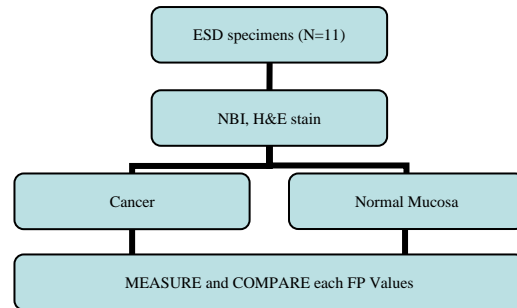 ESD specimens (N=11)
NBI, H&E stain
Cancer
Normal Mucosa
MEASURE and COMPARE each FP Values